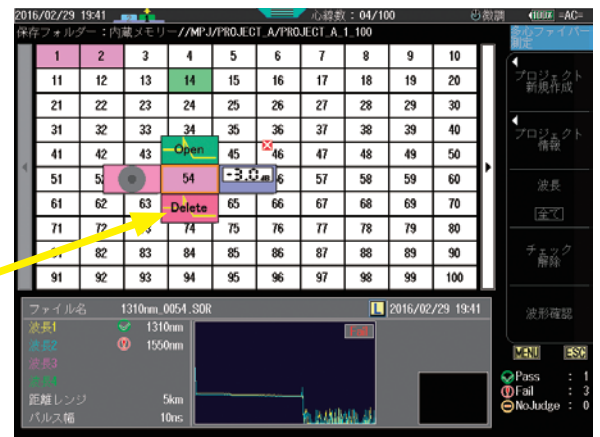 2016/02/29 19:41 心線数：04/100 微調 100% =AC=
保存フォルダー：内蔵メモリー//MPJ/PROJECT_A/PROJECT_A_1_100
多心ファイバー
測定
1 2 3 4 5 6 7 8 9 10
11 12 13 14 15 16 17 18 19 20
21 22 23 24 25 26 27 28 29 30
31 32 33 34 35 36 37 38 39 40
Open
41 42 43 45 46 47 48 49 50
51 54 -3.0 dB 57 58 59 60
61 62 63 65 66 67 68 69 70
Delete
71 72 73 74 75 76 77 78 79 80
82 83 84 85 86 87 88 89 90
91 92 93 94 95 96 97 98 99 100
プロジェクト
新規作成
プロジェクト
情報
波長
全て
チェック
解除
波形確認
MENU ESC
ファイル名 1310nm_0054.SOR L 2016/02/29 19:41
波長1 1310nm Fail
波長2 1550nm
波長3
波長4
距離レンジ 5km
パルス幅 10ns
Pass : 1
Fail : 3
NoJudge : 0